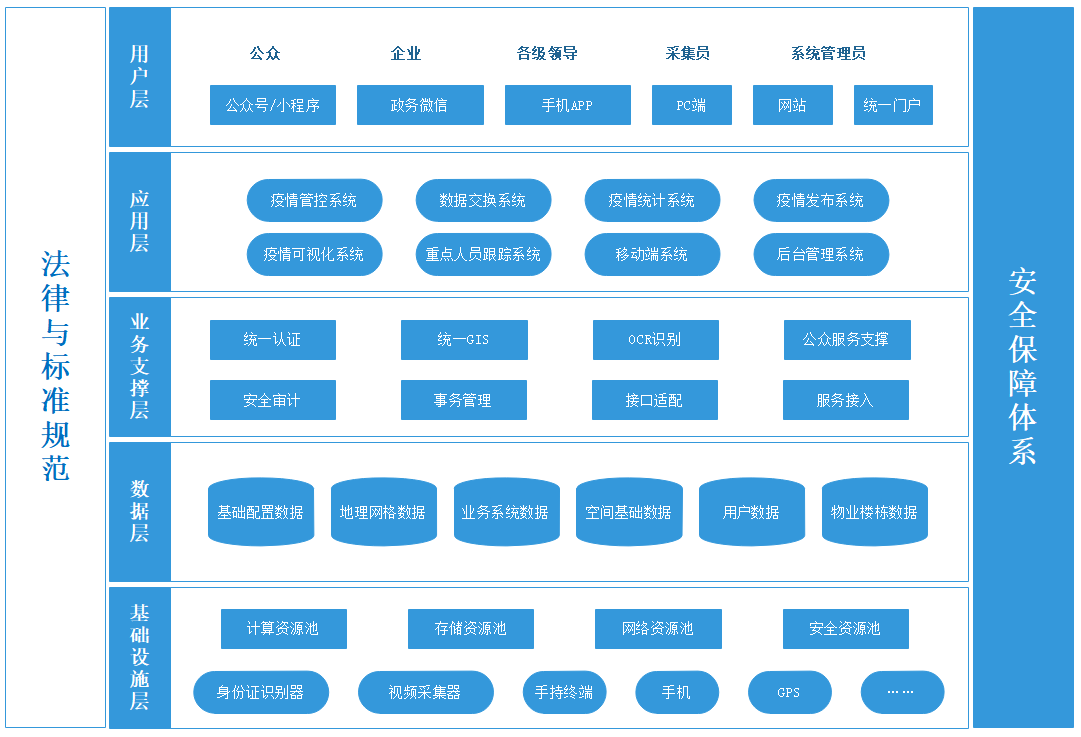 法律与标准规范
用户层
公众
企业
各级领导
采集员
系统管理员
公众号/小程序
政务微信
手机APP
PC端
网站
统一门户
应用层
疫情管控系统
数据交换系统
疫情统计系统
疫情发布系统
疫情可视化系统
重点人员跟踪系统
移动端系统
后台管理系统
业务支撑层
统一认证
统一GIS
OCR识别
公众服务支撑
安全审计
事务管理
接口适配
服务接入
数据层
基础配置数据
地理网格数据
业务系统数据
空间基础数据
用户数据
物业楼栋数据
基础设施层
计算资源池
存储资源池
网络资源池
安全资源池
身份证识别器
视频采集器
手持终端
手机
GPS
……
安全保障体系